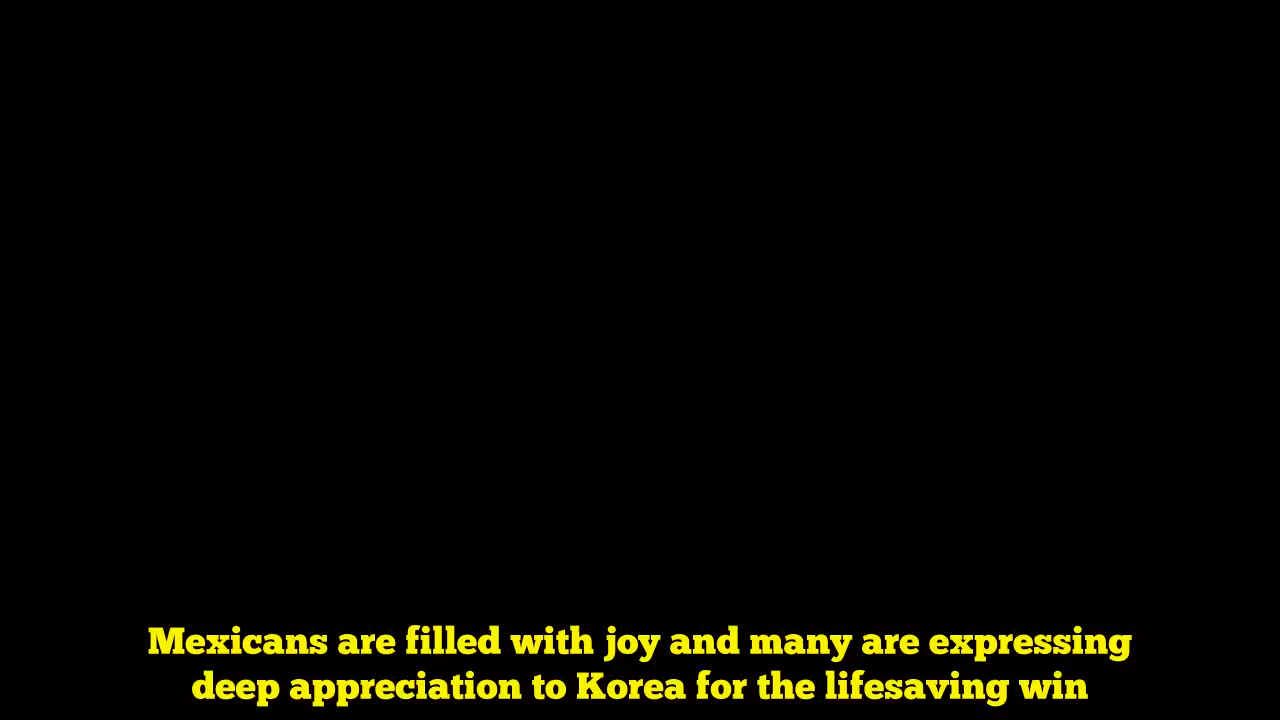 Mexicans are filled with joy and many are expressing
deep appreciation to Korea for the lifesaving win